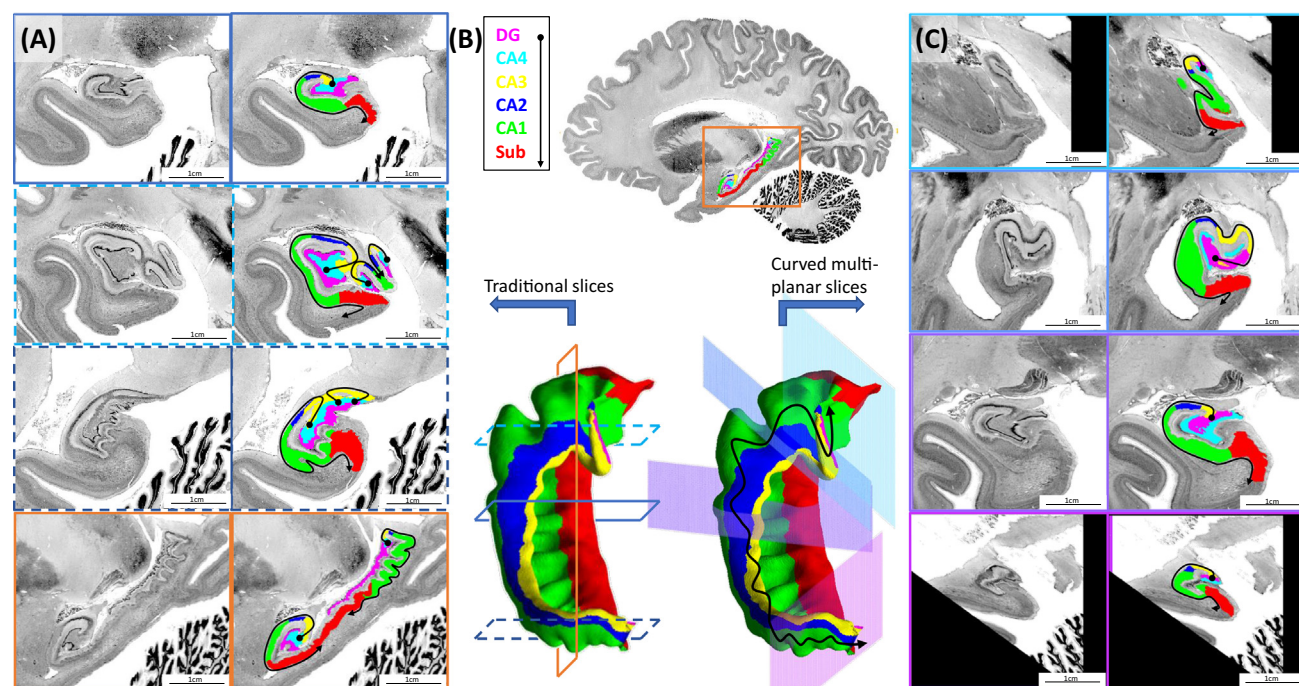 (A)
1cm
1cm
1cm
1cm
1cm
1cm
1cm
1cm
(B)
DG
CA4
CA3
CA2
CA1
Sub
Traditional slices
Curved multi-
planar slices
(C)
1cm
1cm
1cm
1cm
1cm
1cm
1cm
1cm